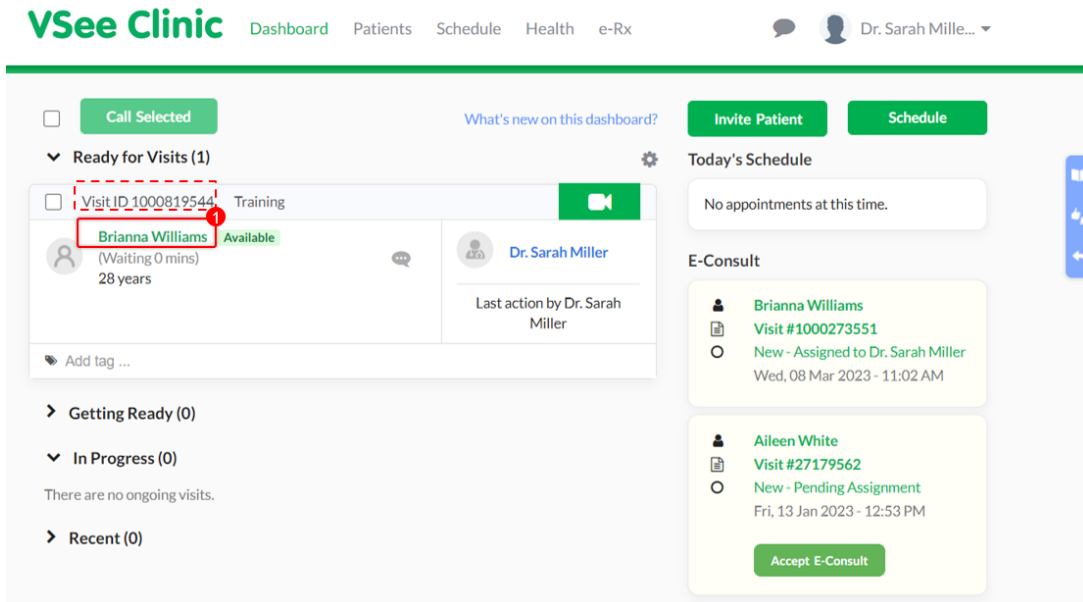 VSee Clinic Dashboard Patients Schedule Health e-Rx Dr. Sarah Mille...
Call Selected
What's new on this dashboard?
Ready for Visits (1)
Visit ID 1000819544 Training
1
Brianna Williams Available
(Waiting 0 mins)
28 years
Dr. Sarah Miller
Last action by Dr. Sarah
Miller
Add tag ...
Getting Ready (0)
In Progress (0)
There are no ongoing visits.
Recent (0)
Invite Patient Schedule
Today's Schedule
No appointments at this time.
E-Consult
Brianna Williams
Visit #1000273551
New - Assigned to Dr. Sarah Miller
Wed, 08 Mar 2023 - 11:02 AM
Aileen White
Visit #27179562
New - Pending Assignment
Fri, 13 Jan 2023 - 12:53 PM
Accept E-Consult